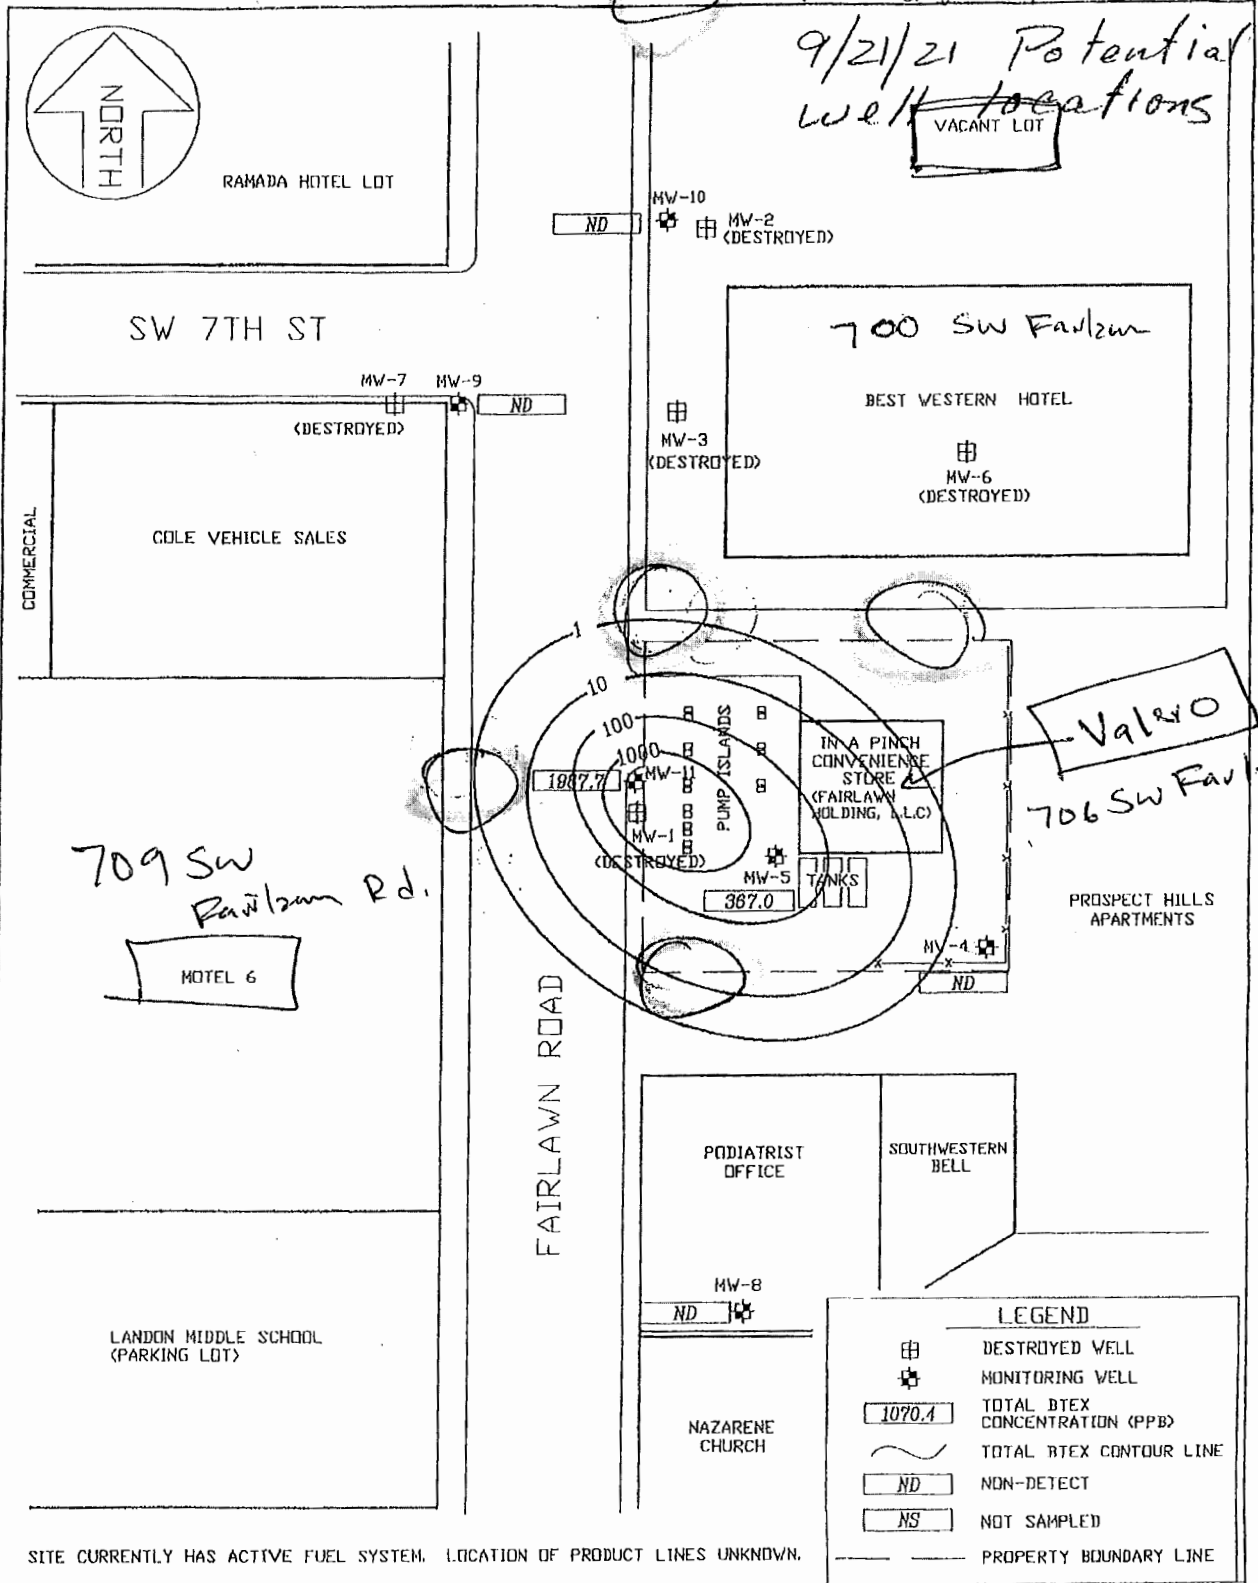 9/21/21 Potential
well locations
NORTH
VACANT LOT
RAMADA HOTEL LOT
MW-10
ND
MW-2
(DESTROYED)
SW 7TH ST
700 SW
MW-7
MW-9
ND
(DESTROYED)
BEST WESTERN HOTEL
MW-3
(DESTROYED)
MW-6
(DESTROYED)
COMMERCIAL
COLE VEHICLE SALES
1
10
100
1000
PUMP ISLANDS
Valero
IN A PINCH
CONVENIENCE
STORE
(FAIRLAWN
HOLDING, L.L.C)
1987.7
MW-11
706 SW
MW-1
(DESTROYED)
MW-5
TANKS
367.0
709 SW
Rd.
MOTEL 6
PROSPECT HILLS
APARTMENTS
MW-4
ND
FAIRLAWN ROAD
PODIATRIST
OFFICE
SOUTHWESTERN
BELL
MW-8
ND
LANDON MIDDLE SCHOOL
(PARKING LOT)
NAZARENE
CHURCH
LEGEND
DESTROYED WELL
MONITORING WELL
1070.4
TOTAL BTEX
CONCENTRATION (PPB)
TOTAL BTEX CONTOUR LINE
ND
NON-DETECT
NS
NOT SAMPLED
PROPERTY BOUNDARY LINE
SITE CURRENTLY HAS ACTIVE FUEL SYSTEM. LOCATION OF PRODUCT LINES UNKNOWN.